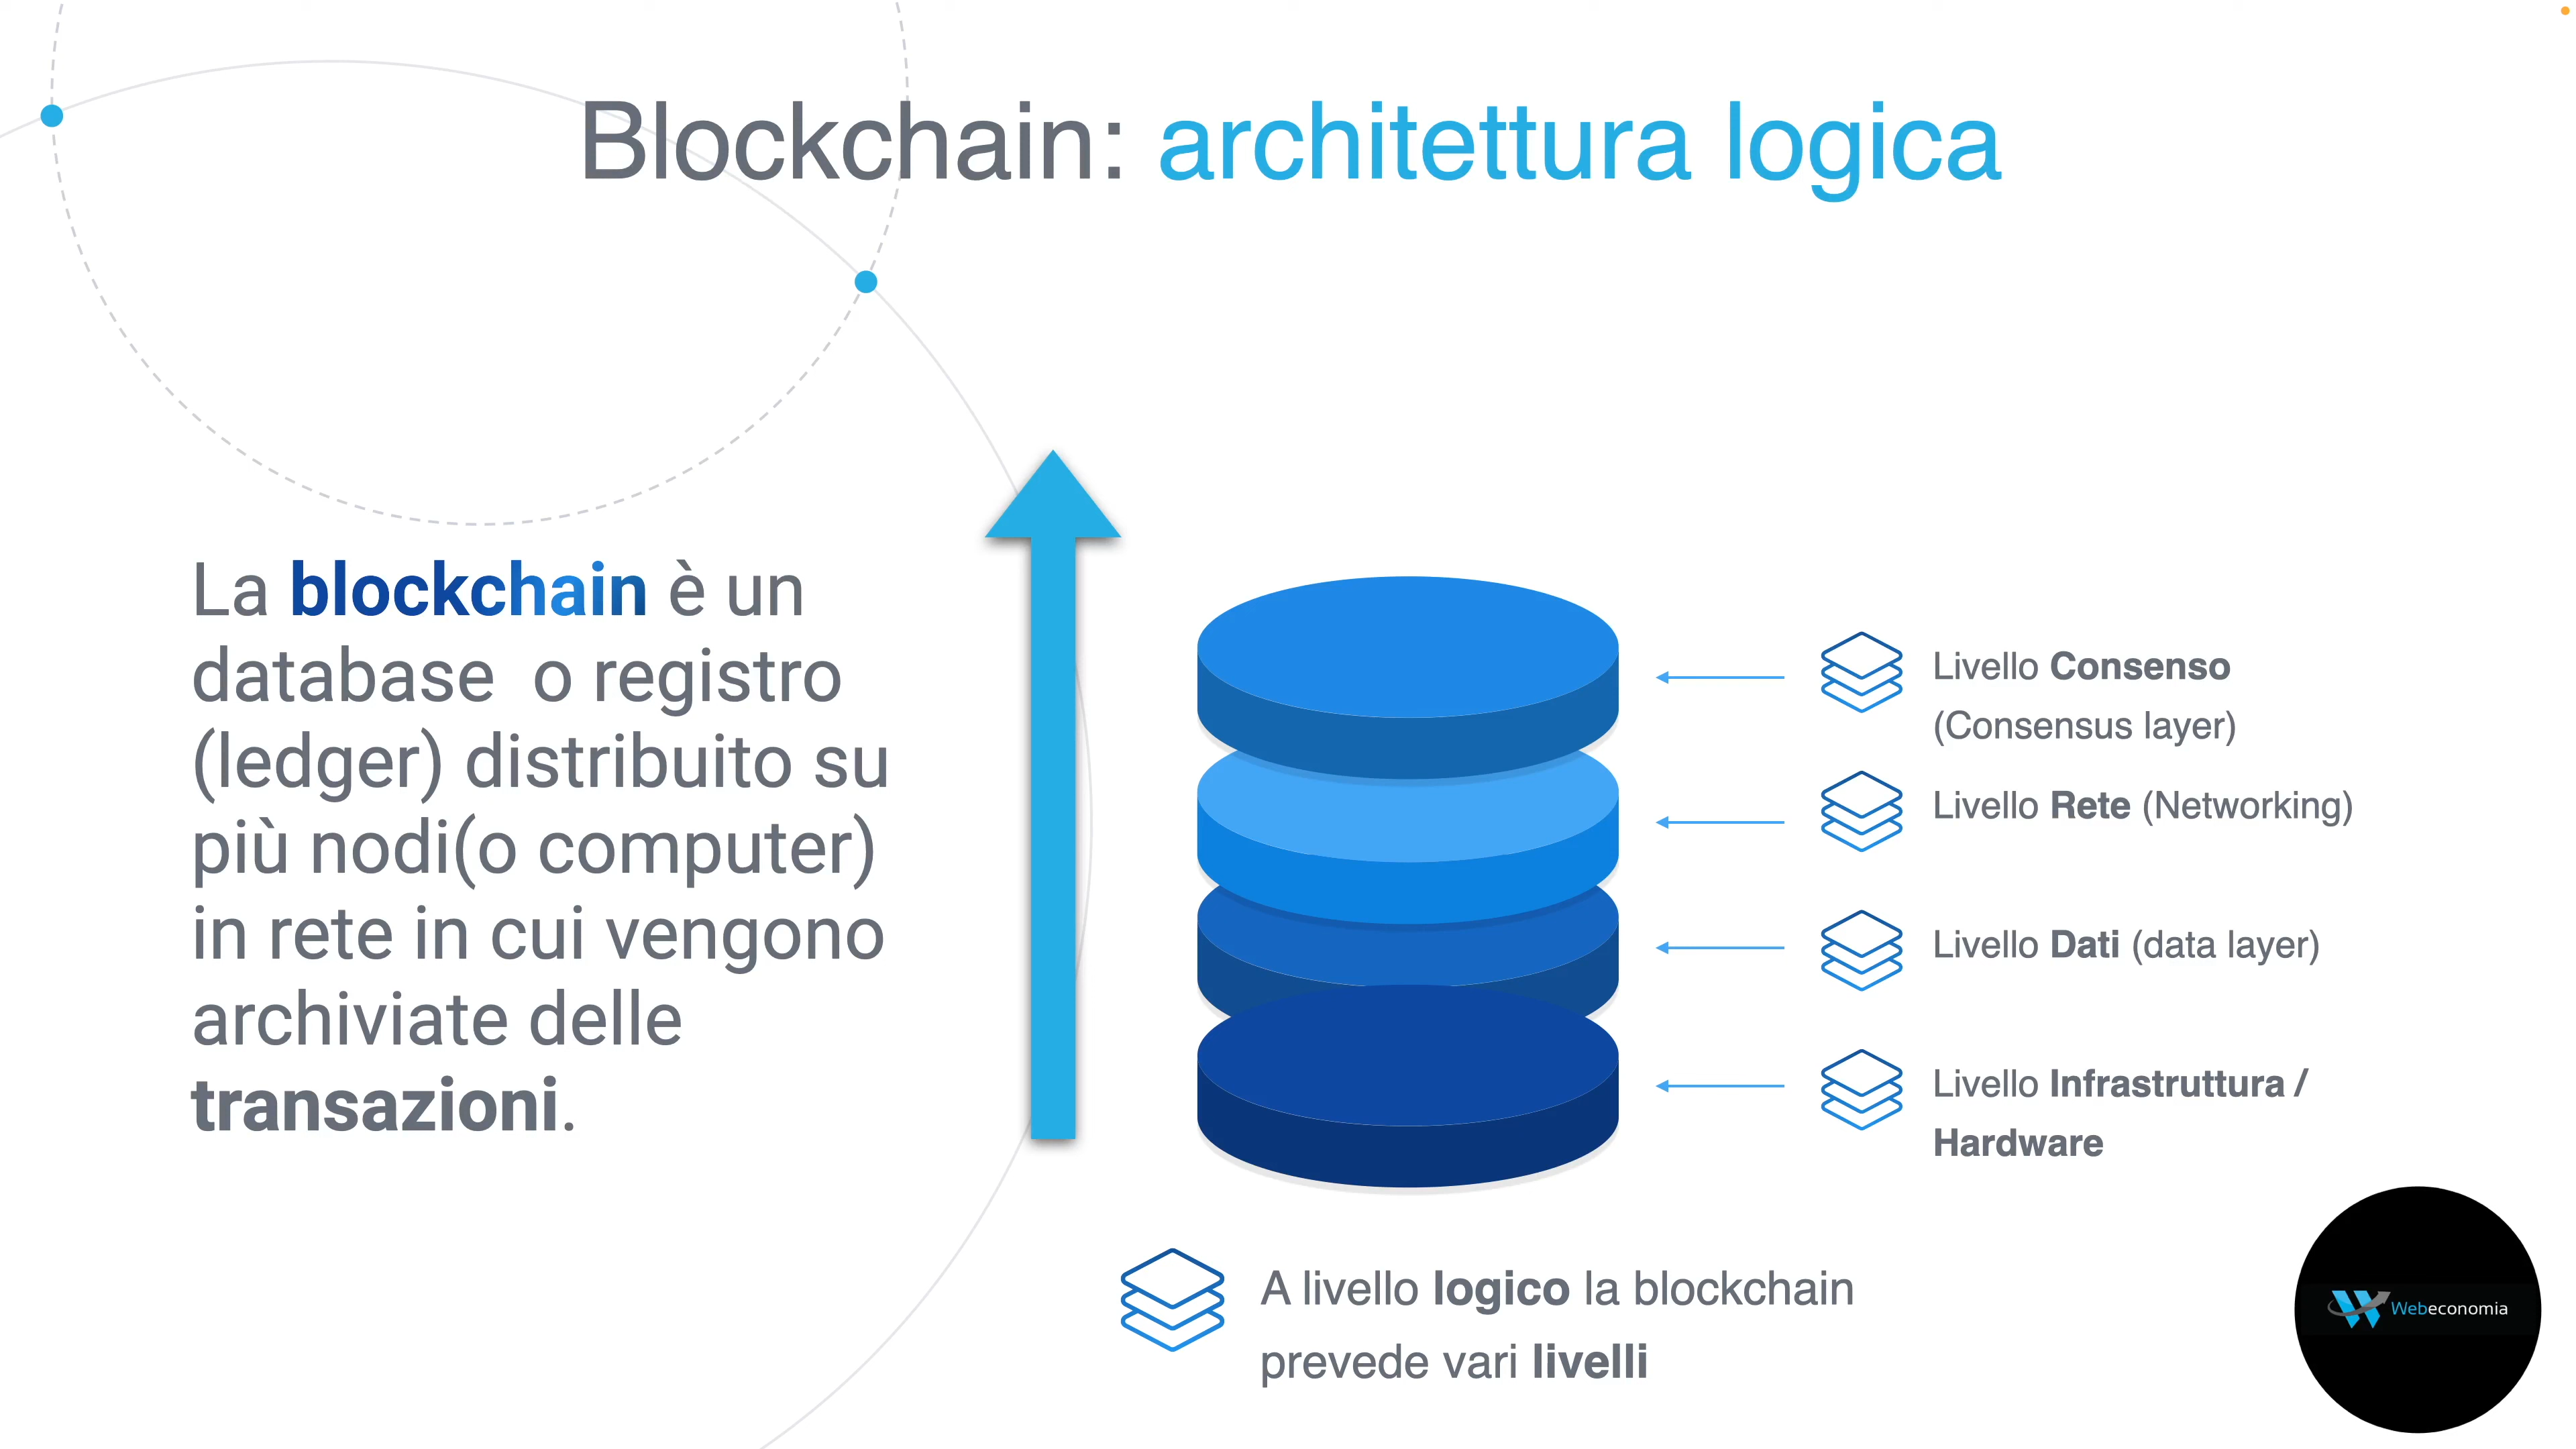 Blockchain: architettura logica
La blockchain è un
database  o registro
(ledger) distribuito su
più nodi(o computer)
in rete in cui vengono
archiviate delle
transazioni.
Livello Consenso
(Consensus layer)
Livello Rete (Networking)
Livello Dati (data layer)
Livello Infrastruttura /
Hardware
A livello logico la blockchain
prevede vari livelli
Webeconomia